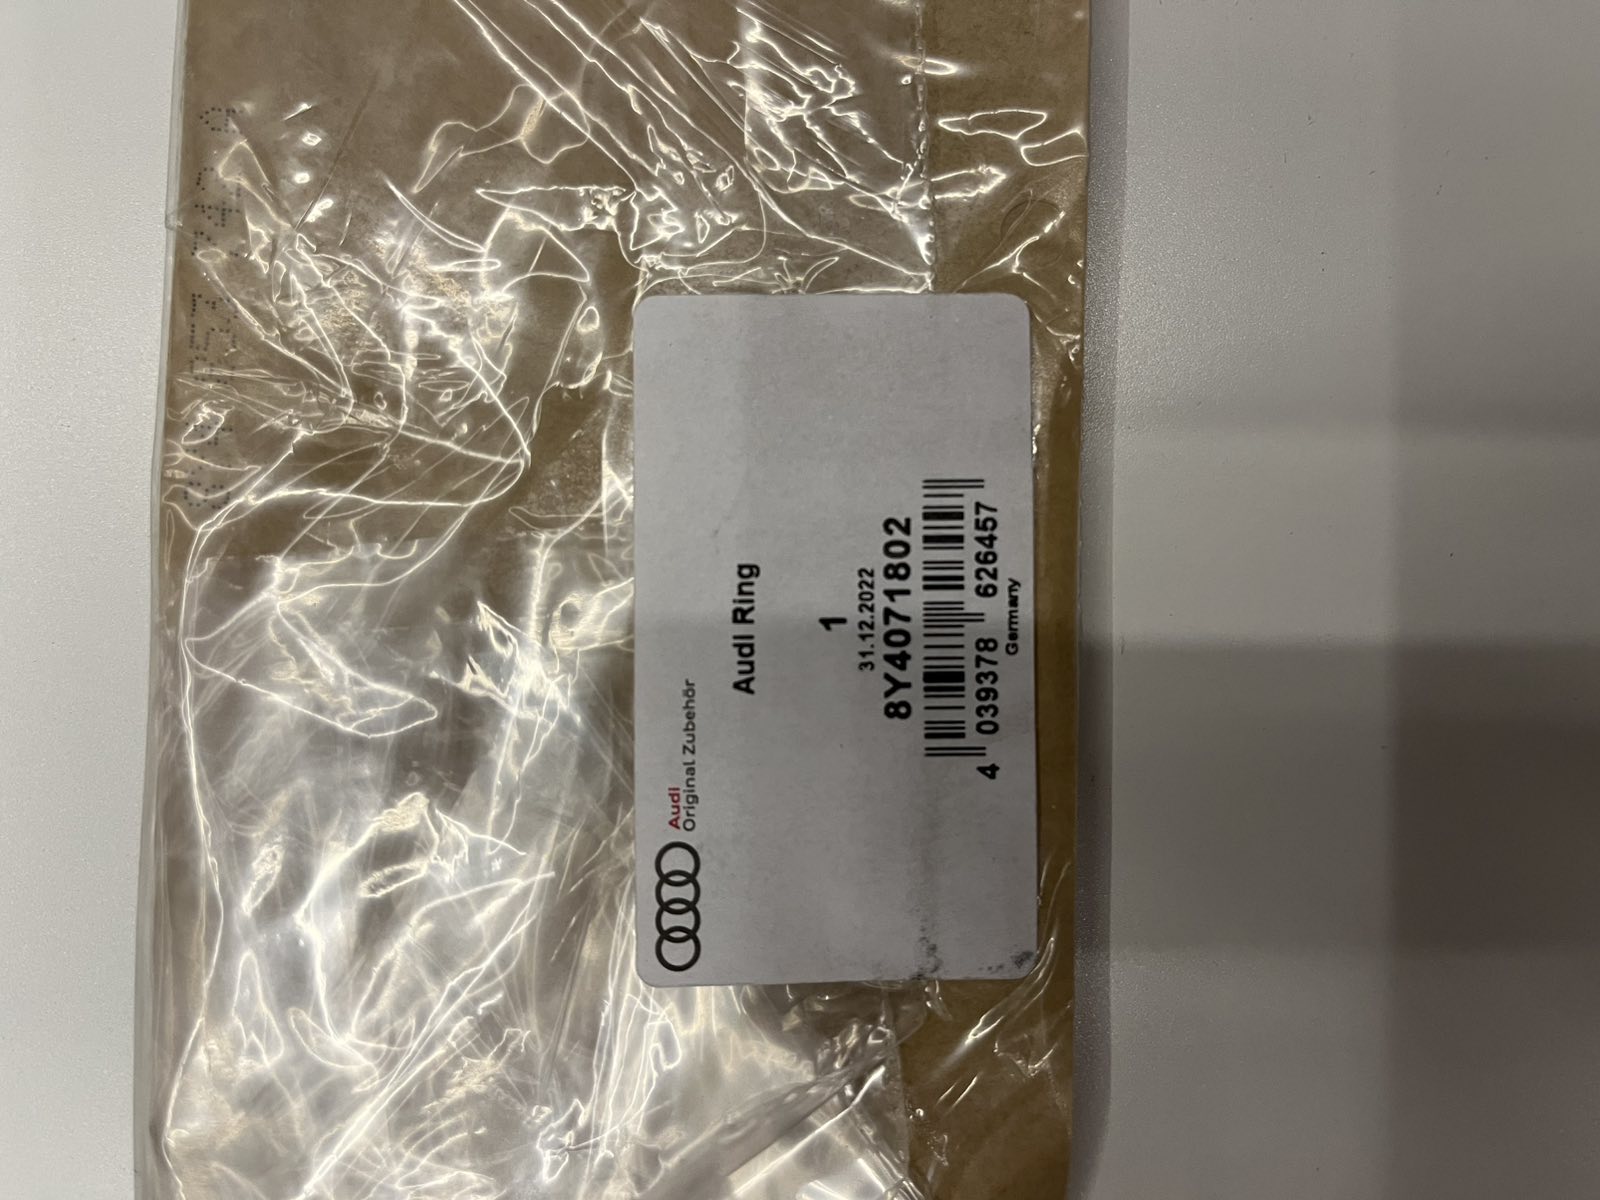 Audi
Original Zubehör
Audi Ring
1
31.12.2022
8Y4071802
4 039378 626457
Germany